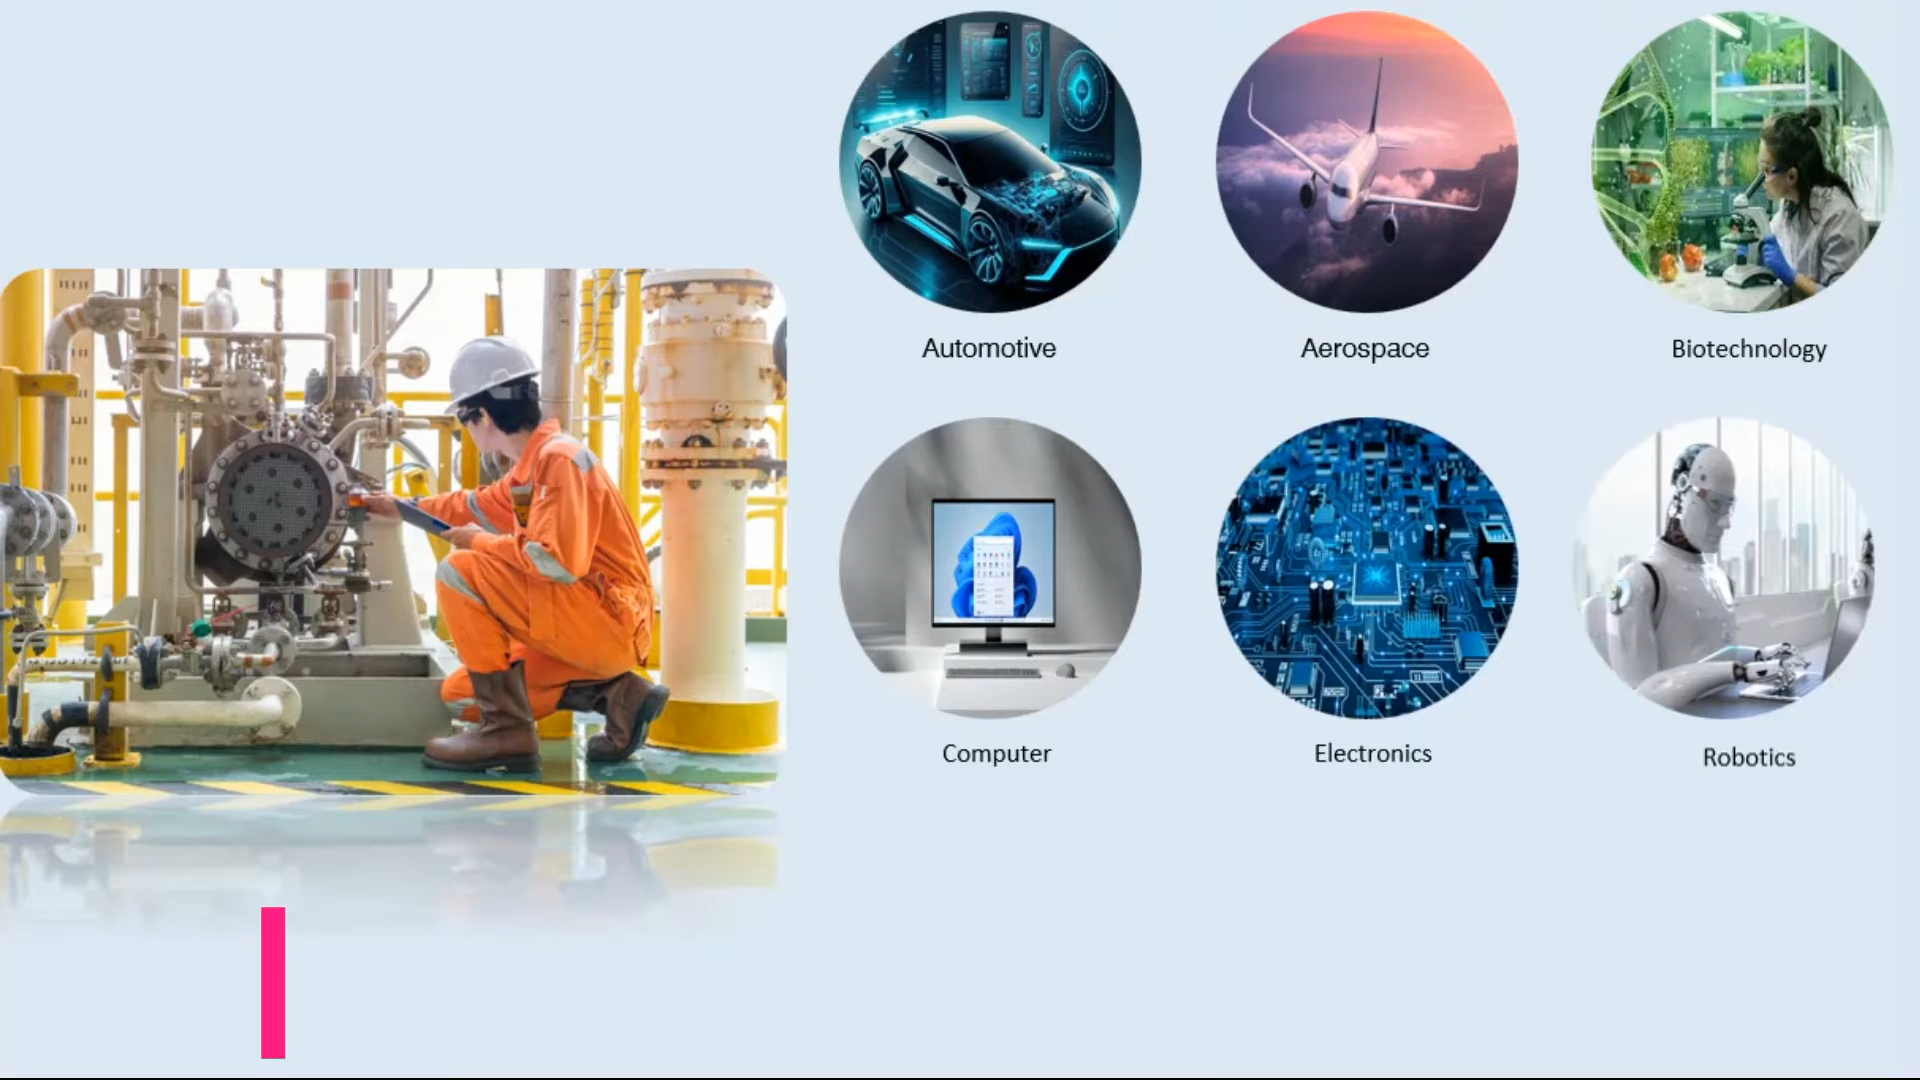 Automotive
Aerospace
Biotechnology
Computer
Electronics
Robotics